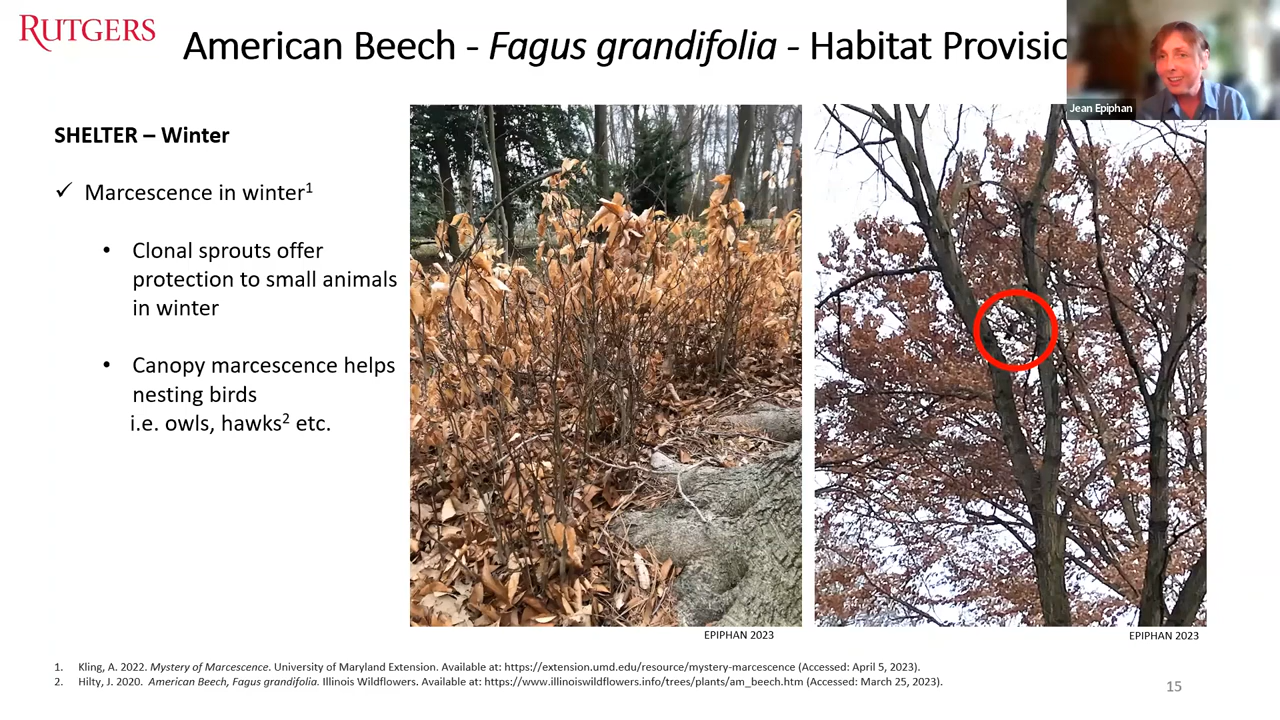 RUTGERS
American Beech - Fagus grandifolia - Habitat Provisio
Jean Epiphan
SHELTER – Winter
✓ Marcescence in winter¹
• Clonal sprouts offer
protection to small animals
in winter
• Canopy marcescence helps
nesting birds
i.e. owls, hawks² etc.
EPIPHAN 2023
EPIPHAN 2023
1. Kling, A. 2022. Mystery of Marcescence. University of Maryland Extension. Available at: https://extension.umd.edu/resource/mystery-marcescence (Accessed: April 5, 2023).
2. Hilty, J. 2020. American Beech, Fagus grandifolia. Illinois Wildflowers. Available at: https://www.illinoiswildflowers.info/trees/plants/am_beech.htm (Accessed: March 25, 2023).
15